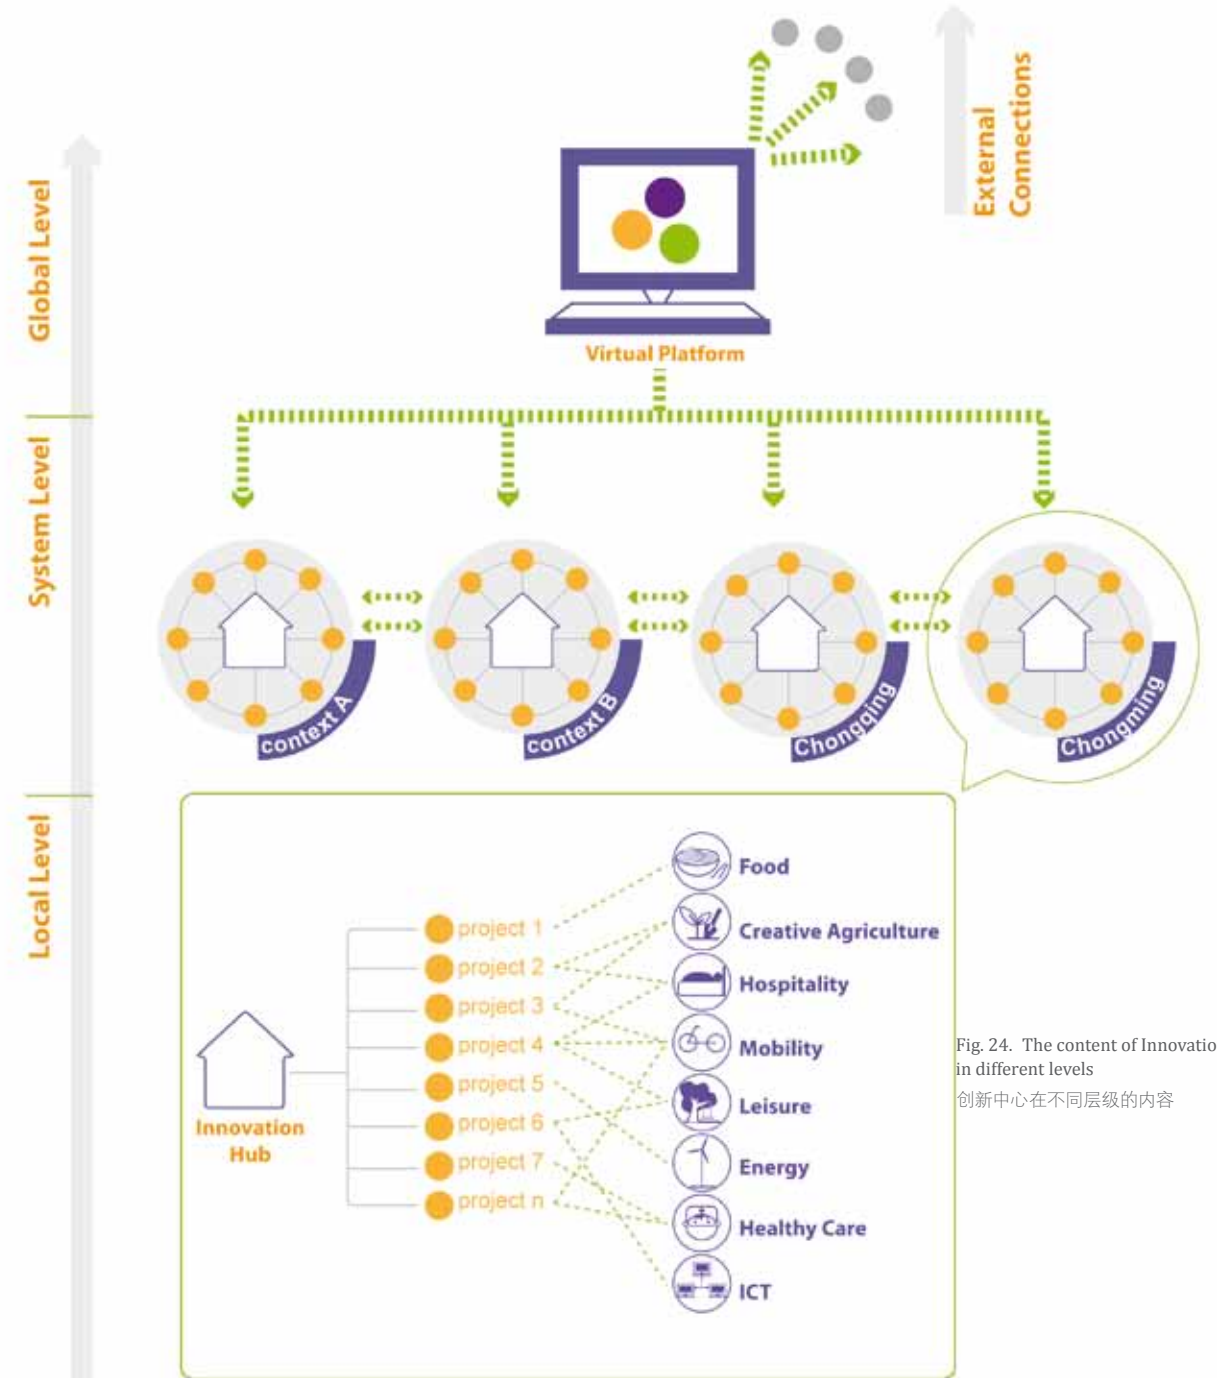 External
Connections
Global Level
Virtual Platform
System Level
context A
context B
Chongqing
Chongming
Local Level
Food
project 1
Creative Agriculture
project 2
Hospitality
project 3
project 4
Mobility
project 5
Leisure
project 6
Innovation
Hub
project 7
Energy
project n
Healthy Care
ICT
Fig. 24. The content of Innovatio
in different levels
创新中心在不同层级的内容